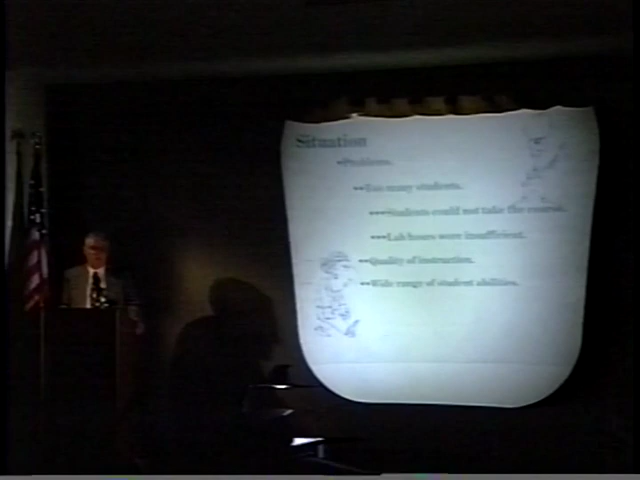 Situation
•Problems.
••Too many students.
•••Students could not take the course.
•••Lab hours were insufficient.
••Quality of instruction.
••Wide range of student abilities.